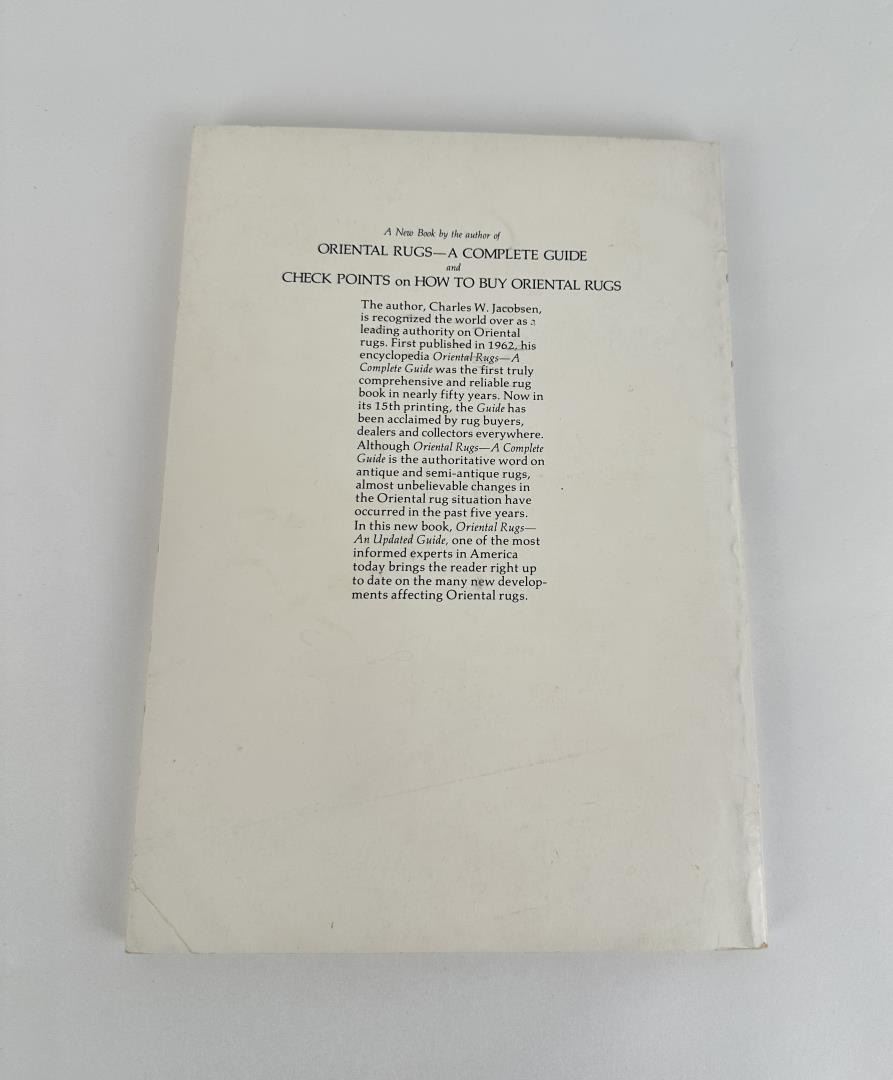 A New Book by the author of
ORIENTAL RUGS—A COMPLETE GUIDE
and
CHECK POINTS on HOW TO BUY ORIENTAL RUGS
The author, Charles W. Jacobsen,
is recognized the world over as a
leading authority on Oriental
rugs. First published in 1962, his
encyclopedia Oriental Rugs—A
Complete Guide was the first truly
comprehensive and reliable rug
book in nearly fifty years. Now in
its 15th printing, the Guide has
been acclaimed by rug buyers,
dealers and collectors everywhere.
Although Oriental Rugs—A Complete
Guide is the authoritative word on
antique and semi-antique rugs,
almost unbelievable changes in
the Oriental rug situation have
occurred in the past five years.
In this new book, Oriental Rugs—
An Updated Guide, one of the most
informed experts in America
today brings the reader right up
to date on the many new develop-
ments affecting Oriental rugs.